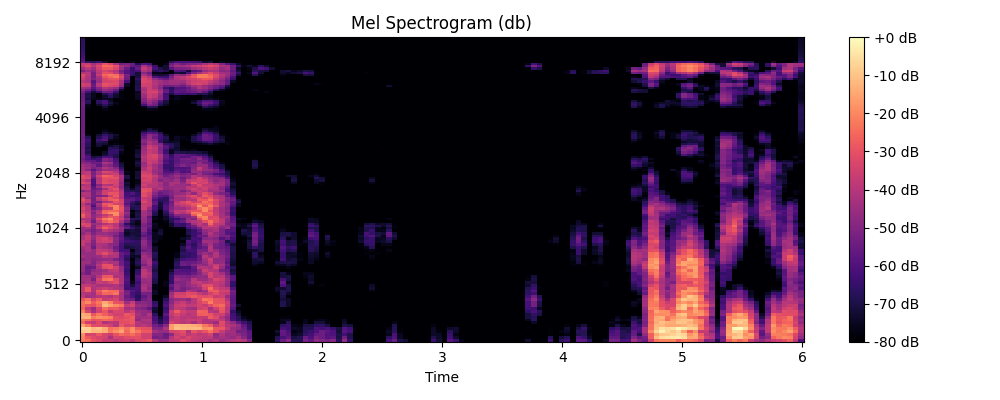 Mel Spectrogram (db)
Hz
8192
4096
2048
1024
512
0
0 1 2 3 4 5 6
Time
+0 dB
-10 dB
-20 dB
-30 dB
-40 dB
-50 dB
-60 dB
-70 dB
-80 dB